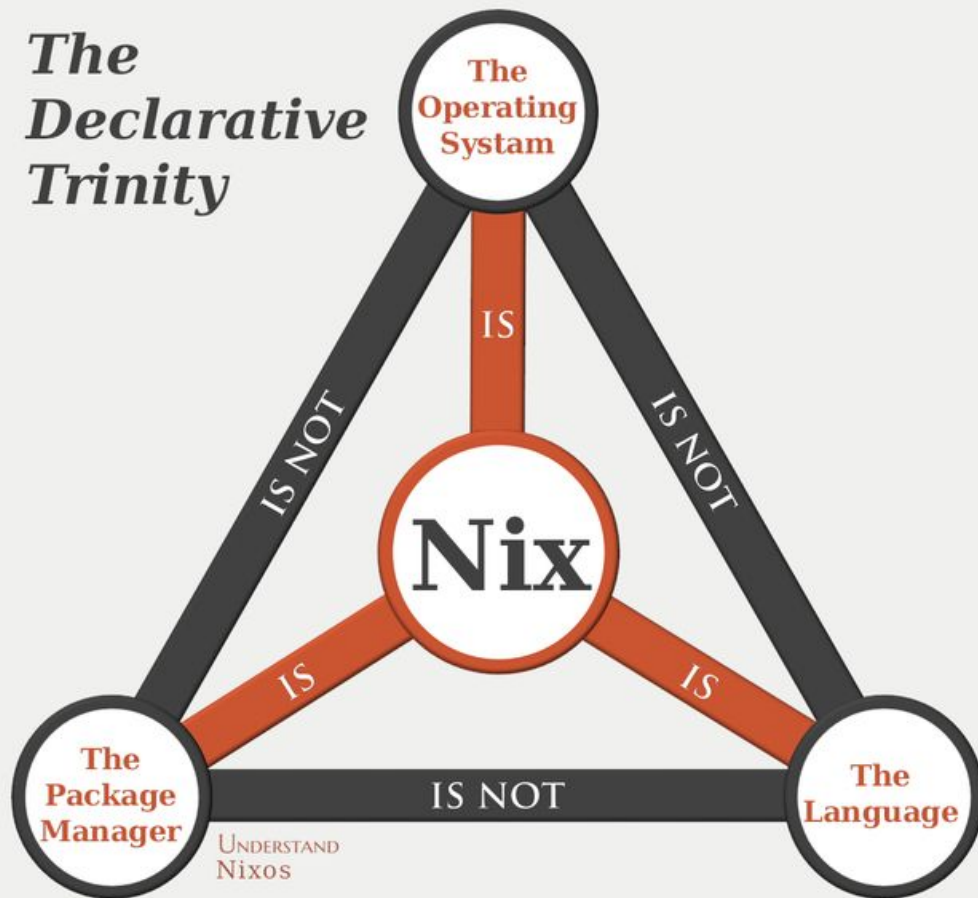 The
Declarative
Trinity
The
Operating
Systam
IS
IS NOT
IS NOT
Nix
IS
IS
The
Package
Manager
IS NOT
The
Language
Understand
Nixos